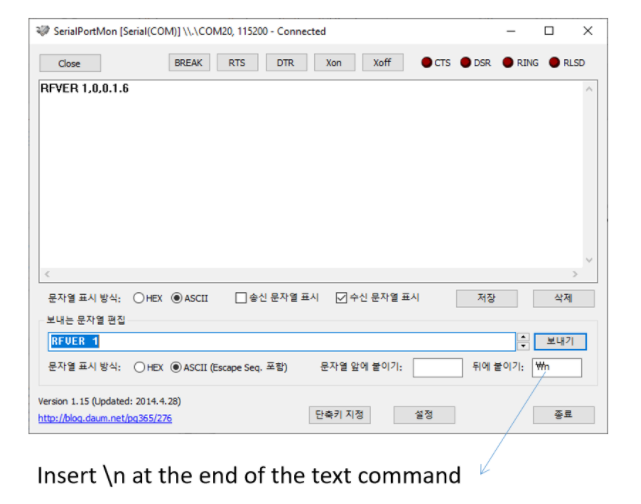 SerialPortMon [Serial(COM)] \\.\COM20, 115200 - Connected
Close BREAK RTS DTR Xon Xoff CTS DSR RING RLSD
RFVER 1,0,0.1.6
문자열 표시 방식: HEX ASCII 송신 문자열 표시 수신 문자열 표시 저장 삭제
보내는 문자열 편집
RFVER 1 보내기
문자열 표시 방식: HEX ASCII (Escape Seq. 포함) 문자열 앞에 붙이기: 뒤에 붙이기: ₩n
Version 1.15 (Updated: 2014.4.28)
http://blog.daum.net/pg365/276 단축키 지정 설정 종료
Insert \n at the end of the text command